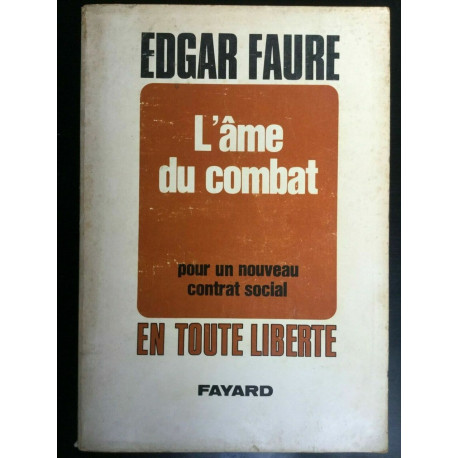 EDGAR FAURE
L'âme
du combat
pour un nouveau
contrat social
EN TOUTE LIBERTE
FAYARD